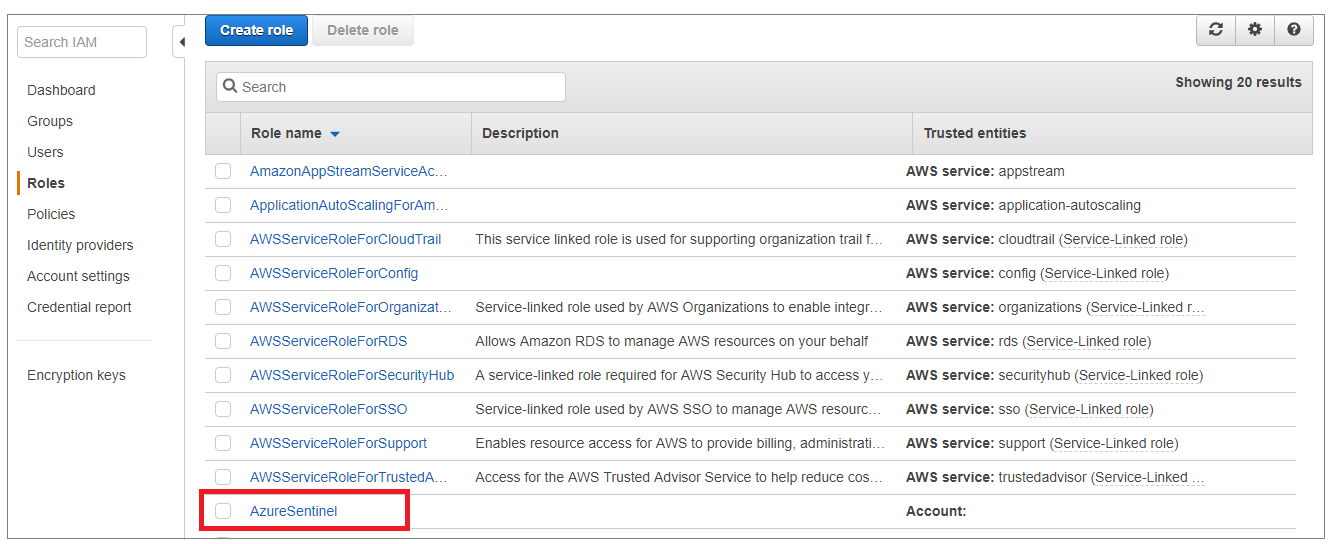 Search IAM
Dashboard
Groups
Users
Roles
Policies
Identity providers
Account settings
Credential report
Encryption keys
Create role Delete role
Search Showing 20 results
Role name Description Trusted entities
AmazonAppStreamServiceAc… AWS service: appstream
ApplicationAutoScalingForAm… AWS service: application-autoscaling
AWSServiceRoleForCloudTrail This service linked role is used for supporting organization trail f… AWS service: cloudtrail (Service-Linked role)
AWSServiceRoleForConfig AWS service: config (Service-Linked role)
AWSServiceRoleForOrganizat… Service-linked role used by AWS Organizations to enable integr… AWS service: organizations (Service-Linked r…
AWSServiceRoleForRDS Allows Amazon RDS to manage AWS resources on your behalf AWS service: rds (Service-Linked role)
AWSServiceRoleForSecurityHub A service-linked role required for AWS Security Hub to access y… AWS service: securityhub (Service-Linked role)
AWSServiceRoleForSSO Service-linked role used by AWS SSO to manage AWS resourc… AWS service: sso (Service-Linked role)
AWSServiceRoleForSupport Enables resource access for AWS to provide billing, administrati… AWS service: support (Service-Linked role)
AWSServiceRoleForTrustedA… Access for the AWS Trusted Advisor Service to help reduce cos… AWS service: trustedadvisor (Service-Linked …
AzureSentinel Account: